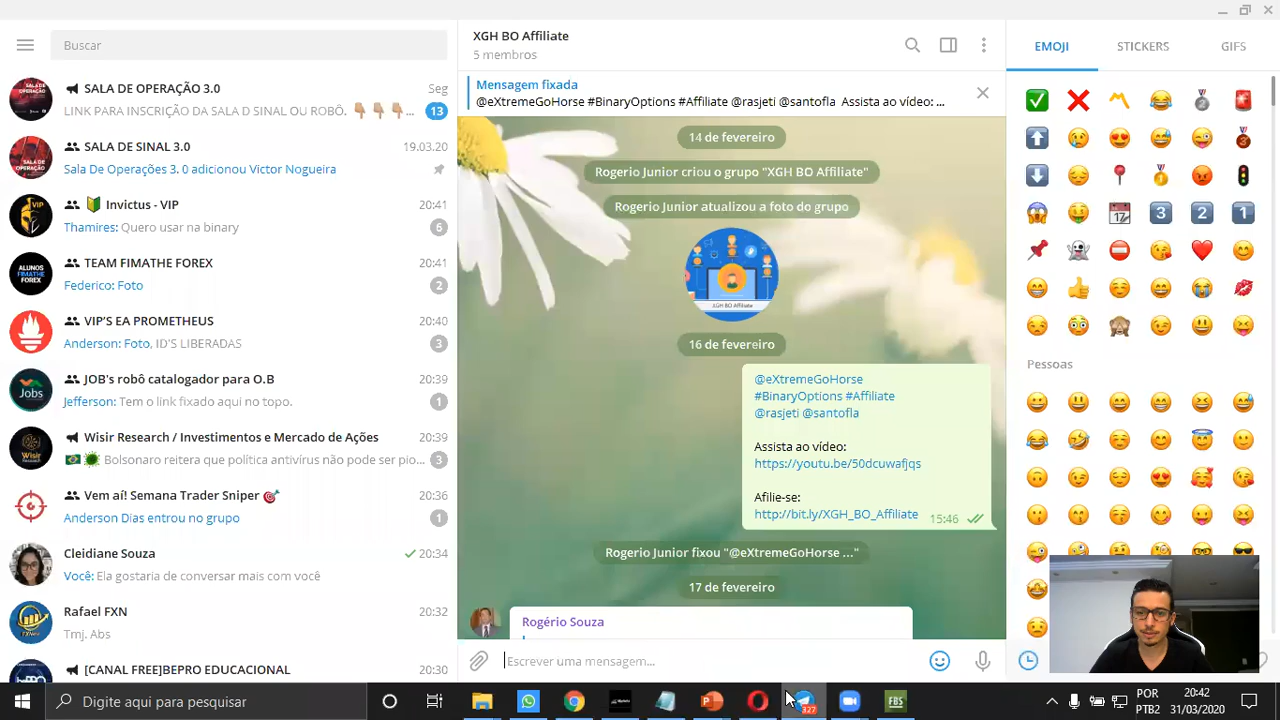 Buscar
SALA DE OPERAÇÃO 3.0
Seg
LINK PARA INSCRIÇÃO DA SALA D SINAL OU ROBÔ. 👇🏽 👇🏽 👇🏽 ...
13
SALA DE SINAL 3.0
19.03.20
Sala De Operações 3. 0 adicionou Victor Nogueira
Invictus - VIP
20:41
Thamires: Quero usar na binary
6
TEAM FIMATHE FOREX
20:41
Federico: Foto
2
VIP'S EA PROMETHEUS
20:40
Anderson: Foto, ID'S LIBERADAS
3
JOB's robô catalogador para O.B
20:39
Jefferson: Tem o link fixado aqui no topo.
1
Wisir Research / Investimentos e Mercado de Ações
20:39
Bolsonaro reitera que política antivírus não pode ser pio...
3
Vem aí! Semana Trader Sniper 🎯
20:36
Anderson Dias entrou no grupo
1
Cleidiane Souza
20:34
Você: Ela gostaria de conversar mais com você
Rafael FXN
20:32
Tmj. Abs
[CANAL FREE]BEPRO EDUCACIONAL
20:30
XGH BO Affiliate
5 membros
Mensagem fixada
@eXtremeGoHorse #BinaryOptions #Affiliate @rasjeti @santofla Assista ao vídeo: ...
14 de fevereiro
Rogerio Junior criou o grupo "XGH BO Affiliate"
Rogerio Junior atualizou a foto do grupo
XGH BO Affiliate
16 de fevereiro
@eXtremeGoHorse
#BinaryOptions #Affiliate
@rasjeti @santofla
Assista ao vídeo:
https://youtu.be/50dcuwafjqs
Afilie-se:
http://bit.ly/XGH_BO_Affiliate
15:46
Rogerio Junior fixou "@eXtremeGoHorse ..."
17 de fevereiro
Rogério Souza
Escrever uma mensagem...
EMOJI
STICKERS
GIFS
Pessoas
Digite aqui para pesquisar
327
FBS
POR
PTB2
20:42
31/03/2020